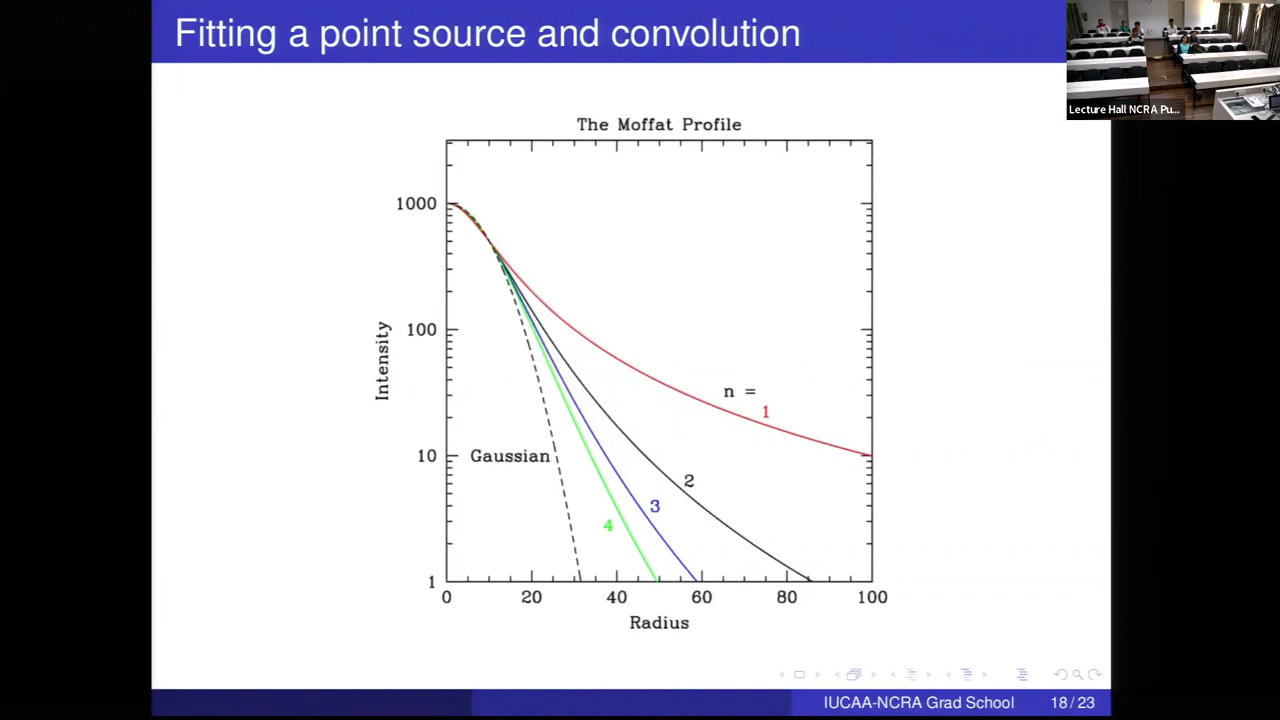 Fitting a point source and convolution
Lecture Hall NCRA Pu...
The Moffat Profile
1000
100
10
1
Intensity
n =
1
2
3
4
Gaussian
0 20 40 60 80 100
Radius
IUCAA-NCRA Grad School 18/23